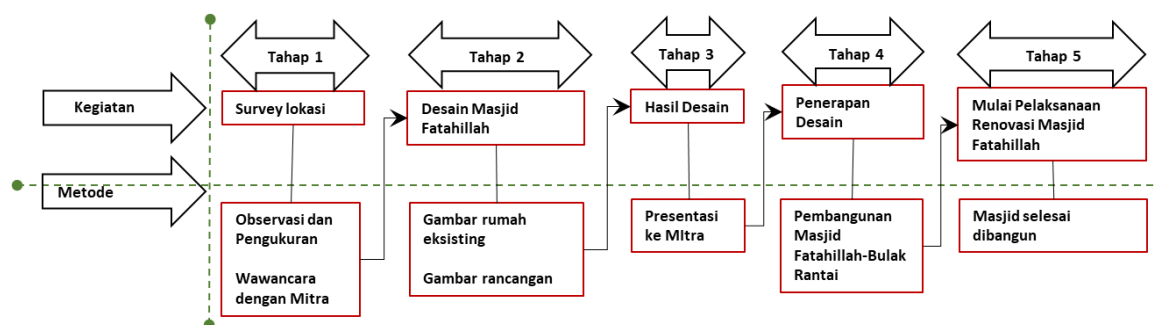 Tahap 1
Tahap 2
Tahap 3
Tahap 4
Tahap 5
Kegiatan
Survey lokasi
Desain Masjid
Fatahillah
Hasil Desain
Penerapan
Desain
Mulai Pelaksanaan
Renovasi Masjid
Fatahillah
Metode
Observasi dan
Pengukuran
Wawancara
dengan Mitra
Gambar rumah
eksisting
Gambar rancangan
Presentasi
ke MItra
Pembangunan
Masjid
Fatahillah-Bulak
Rantai
Masjid selesai
dibangun